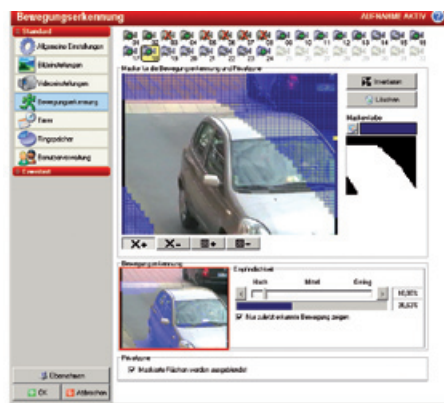 Bewegungserkennung
AUFNAHME AKTIV
Standard
Allgemeine Einstellungen
Bildeinstellungen
Videoeinstellungen
Bewegungserkennung
Timer
Ringspeicher
Benutzerverwaltung
Erweitert
Maske für die Bewegungserkennung und Privatzone
Invertieren
Löschen
Maskenfarbe
Bewegungserkennung
Empfindlichkeit
Hoch Mittel Gering
Nur zuletzt erkannte Bewegung zeigen
Privatzone
Maskierte Flächen werden ausgeblendet
Übernehmen
OK Abbrechen